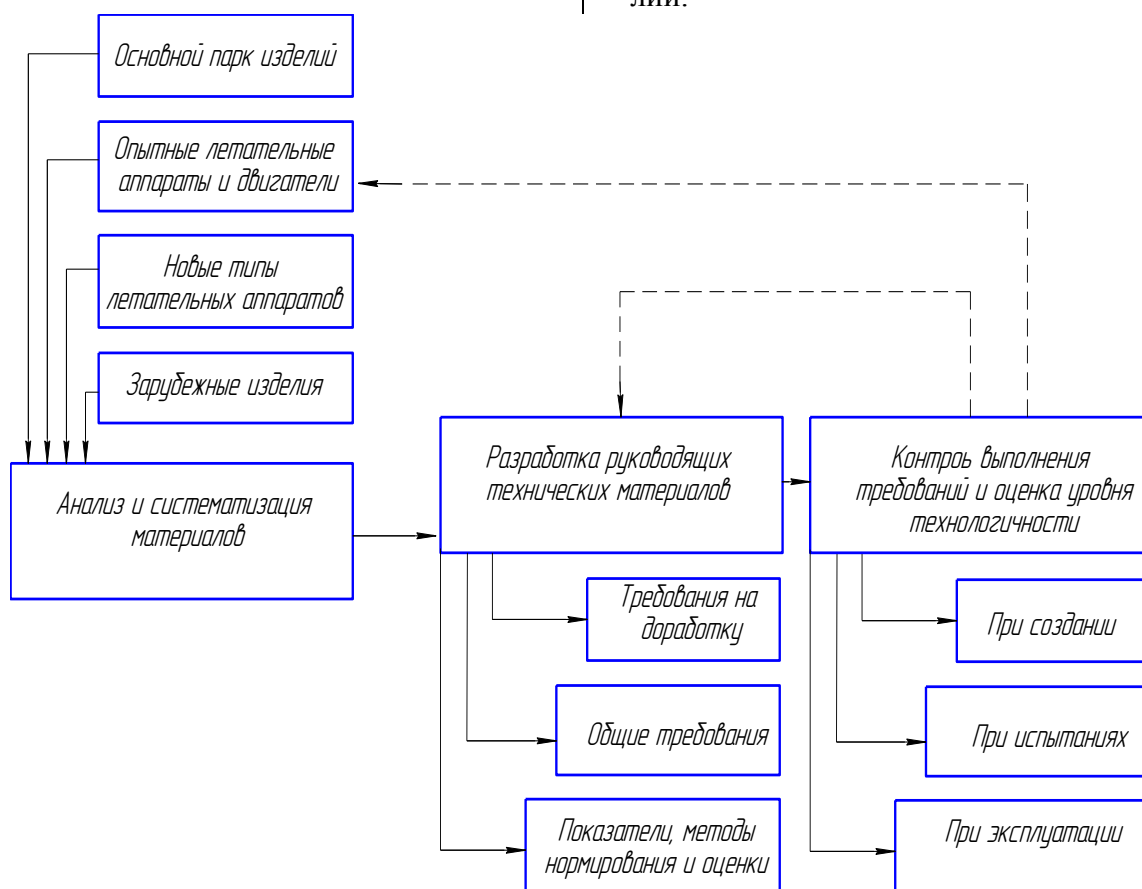 лий.
Основной парк изделий
Опытные летательные
аппараты и двигатели
Новые типы
летательных аппаратов
Зарубежные изделия
Анализ и систематизация
материалов
Разработка руководящих
технических материалов
Контроь выполнения
требований и оценка уровня
технологичности
Требования на
доработку
Общие требования
Показатели, методы
нормирования и оценки
При создании
При испытаниях
При эксплуатации